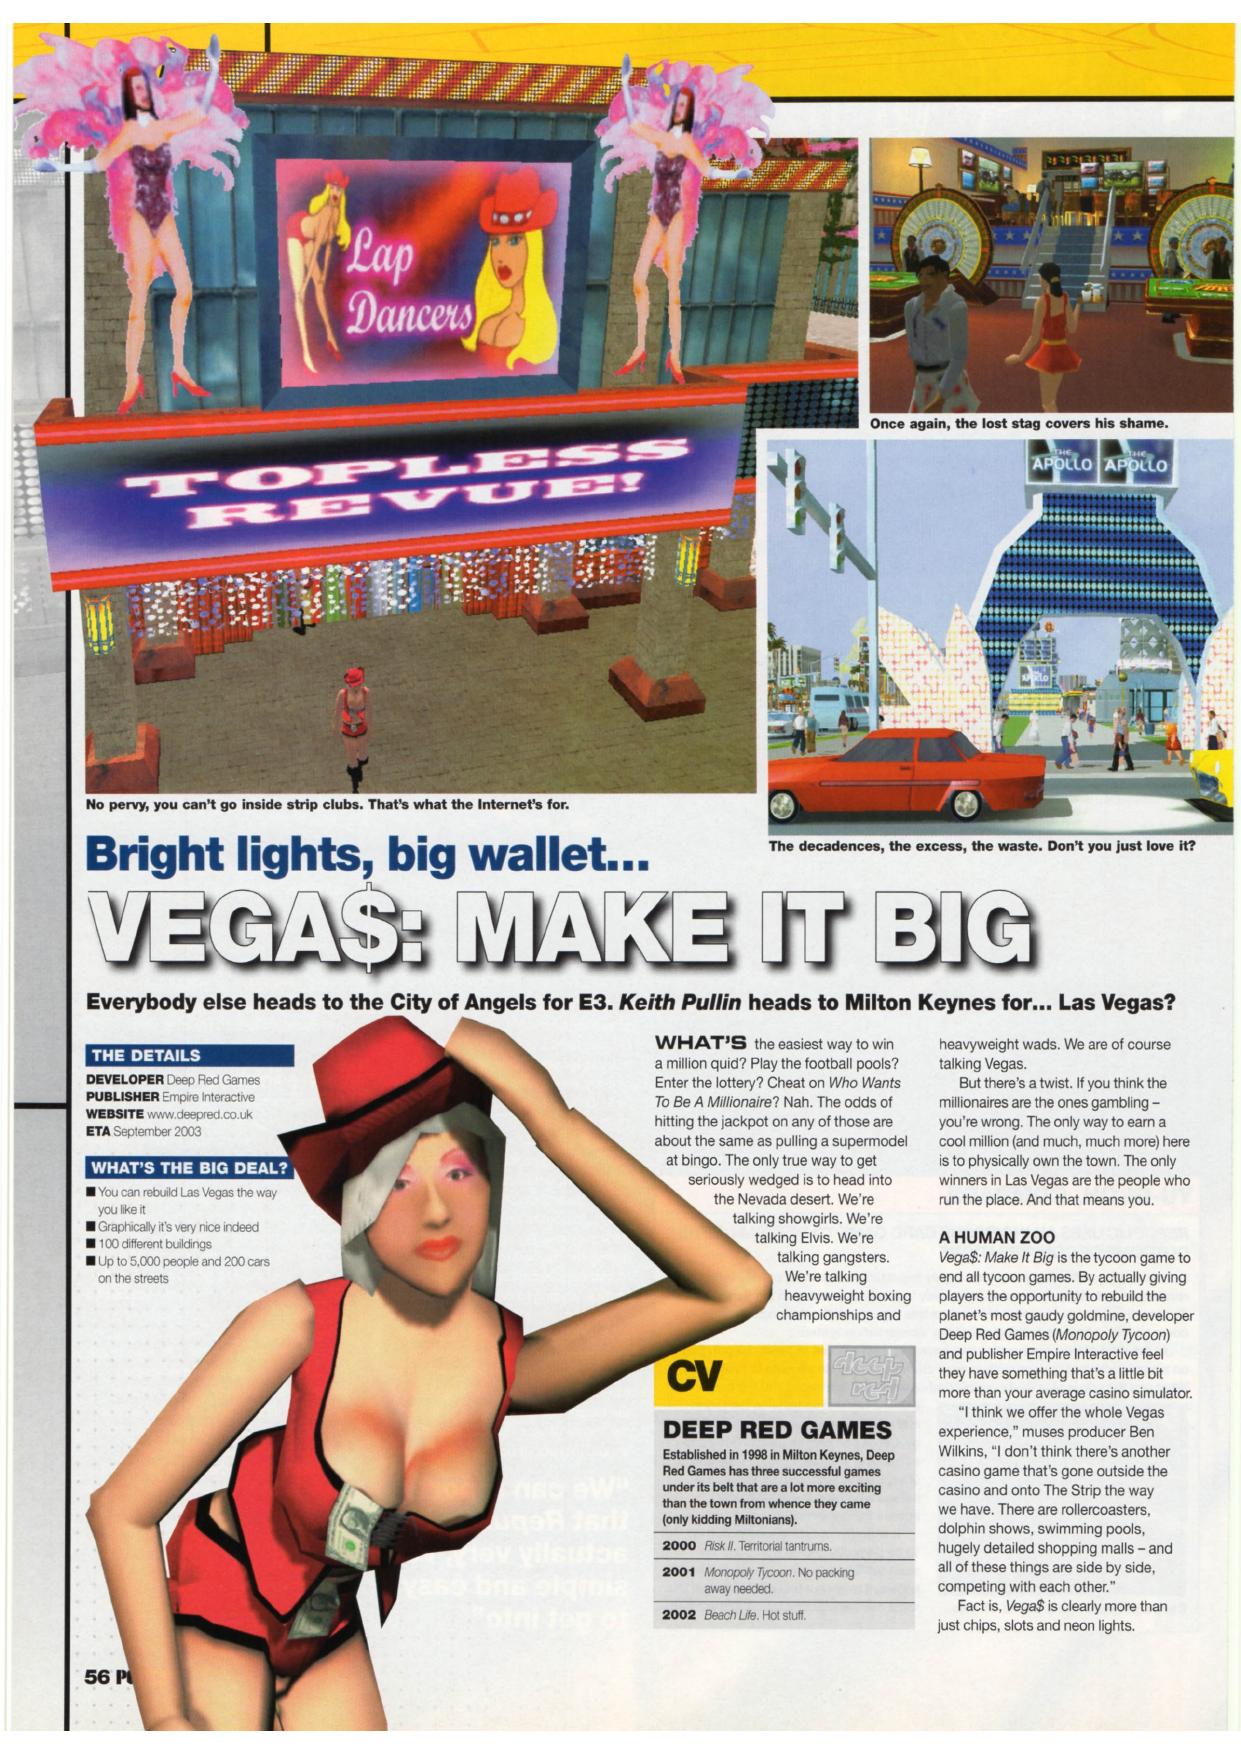 Lap
Dancers
TOPLESS
REVUE!
No pervy, you can't go inside strip clubs. That's what the Internet's for.
Once again, the lost stag covers his shame.
THE
APOLLO
THE
APOLLO
THE
APOLLO
The decadences, the excess, the waste. Don't you just love it?
Bright lights, big wallet...
VEGA$: MAKE IT BIG
Everybody else heads to the City of Angels for E3. Keith Pullin heads to Milton Keynes for... Las Vegas?
THE DETAILS
DEVELOPER Deep Red Games
PUBLISHER Empire Interactive
WEBSITE www.deepred.co.uk
ETA September 2003
WHAT'S THE BIG DEAL?
■ You can rebuild Las Vegas the way
you like it
■ Graphically it's very nice indeed
■ 100 different buildings
■ Up to 5,000 people and 200 cars
on the streets
WHAT'S the easiest way to win
a million quid? Play the football pools?
Enter the lottery? Cheat on Who Wants
To Be A Millionaire? Nah. The odds of
hitting the jackpot on any of those are
about the same as pulling a supermodel
at bingo. The only true way to get
seriously wedged is to head into
the Nevada desert. We're
talking showgirls. We're
talking Elvis. We're
talking gangsters.
We're talking
heavyweight boxing
championships and
CV
deep
red
DEEP RED GAMES
Established in 1998 in Milton Keynes, Deep
Red Games has three successful games
under its belt that are a lot more exciting
than the town from whence they came
(only kidding Miltonians).
2000 Risk II. Territorial tantrums.
2001 Monopoly Tycoon. No packing
away needed.
2002 Beach Life. Hot stuff.
heavyweight wads. We are of course
talking Vegas.
But there's a twist. If you think the
millionaires are the ones gambling –
you're wrong. The only way to earn a
cool million (and much, much more) here
is to physically own the town. The only
winners in Las Vegas are the people who
run the place. And that means you.
A HUMAN ZOO
Vega$: Make It Big is the tycoon game to
end all tycoon games. By actually giving
players the opportunity to rebuild the
planet's most gaudy goldmine, developer
Deep Red Games (Monopoly Tycoon)
and publisher Empire Interactive feel
they have something that's a little bit
more than your average casino simulator.
"I think we offer the whole Vegas
experience," muses producer Ben
Wilkins, "I don't think there's another
casino game that's gone outside the
casino and onto The Strip the way
we have. There are rollercoasters,
dolphin shows, swimming pools,
hugely detailed shopping malls – and
all of these things are side by side,
competing with each other."
Fact is, Vega$ is clearly more than
just chips, slots and neon lights.
56